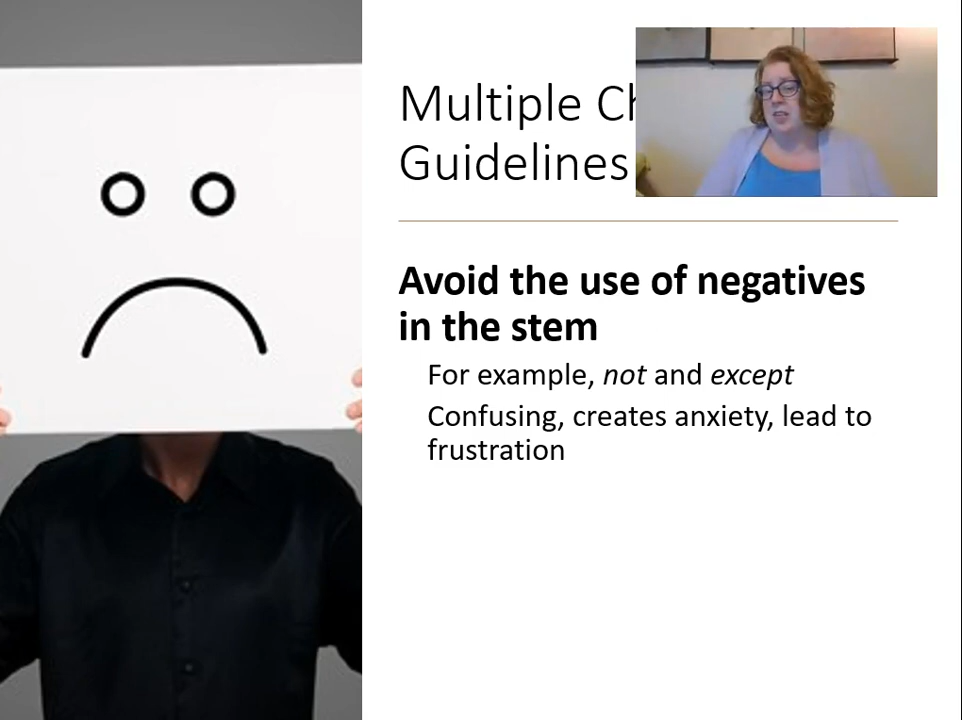 Multiple
Guidelines
Avoid the use of negatives
in the stem
For example, not and except
Confusing, creates anxiety, lead to
frustration